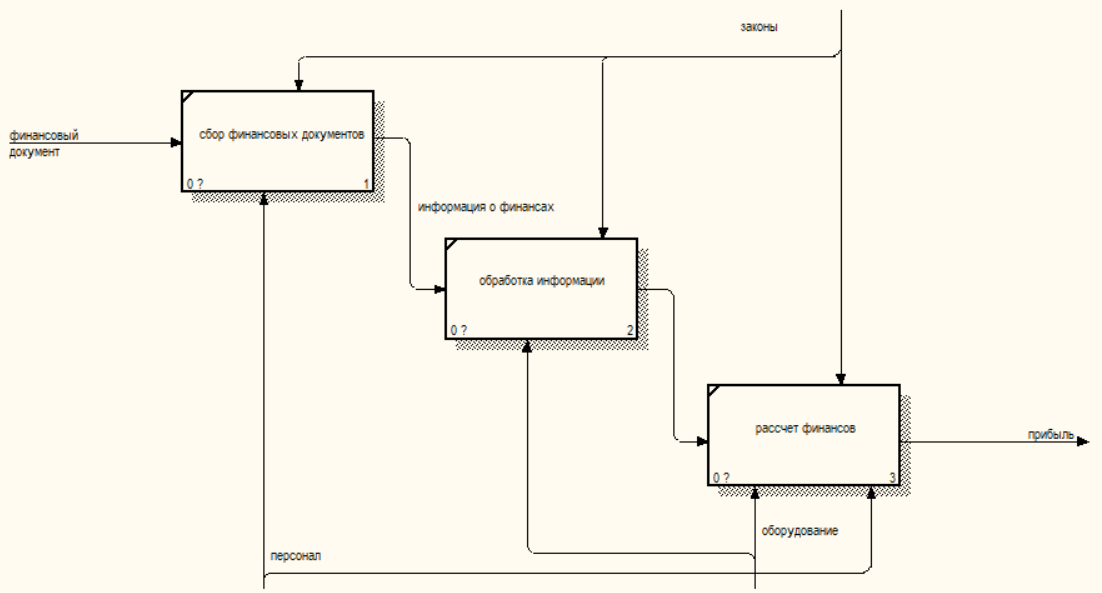 законы
финансовый
документ
сбор финансовых документов
0 ?
1
информация о финансах
обработка информации
0 ?
2
рассчет финансов
0 ?
3
прибыль
оборудование
персонал